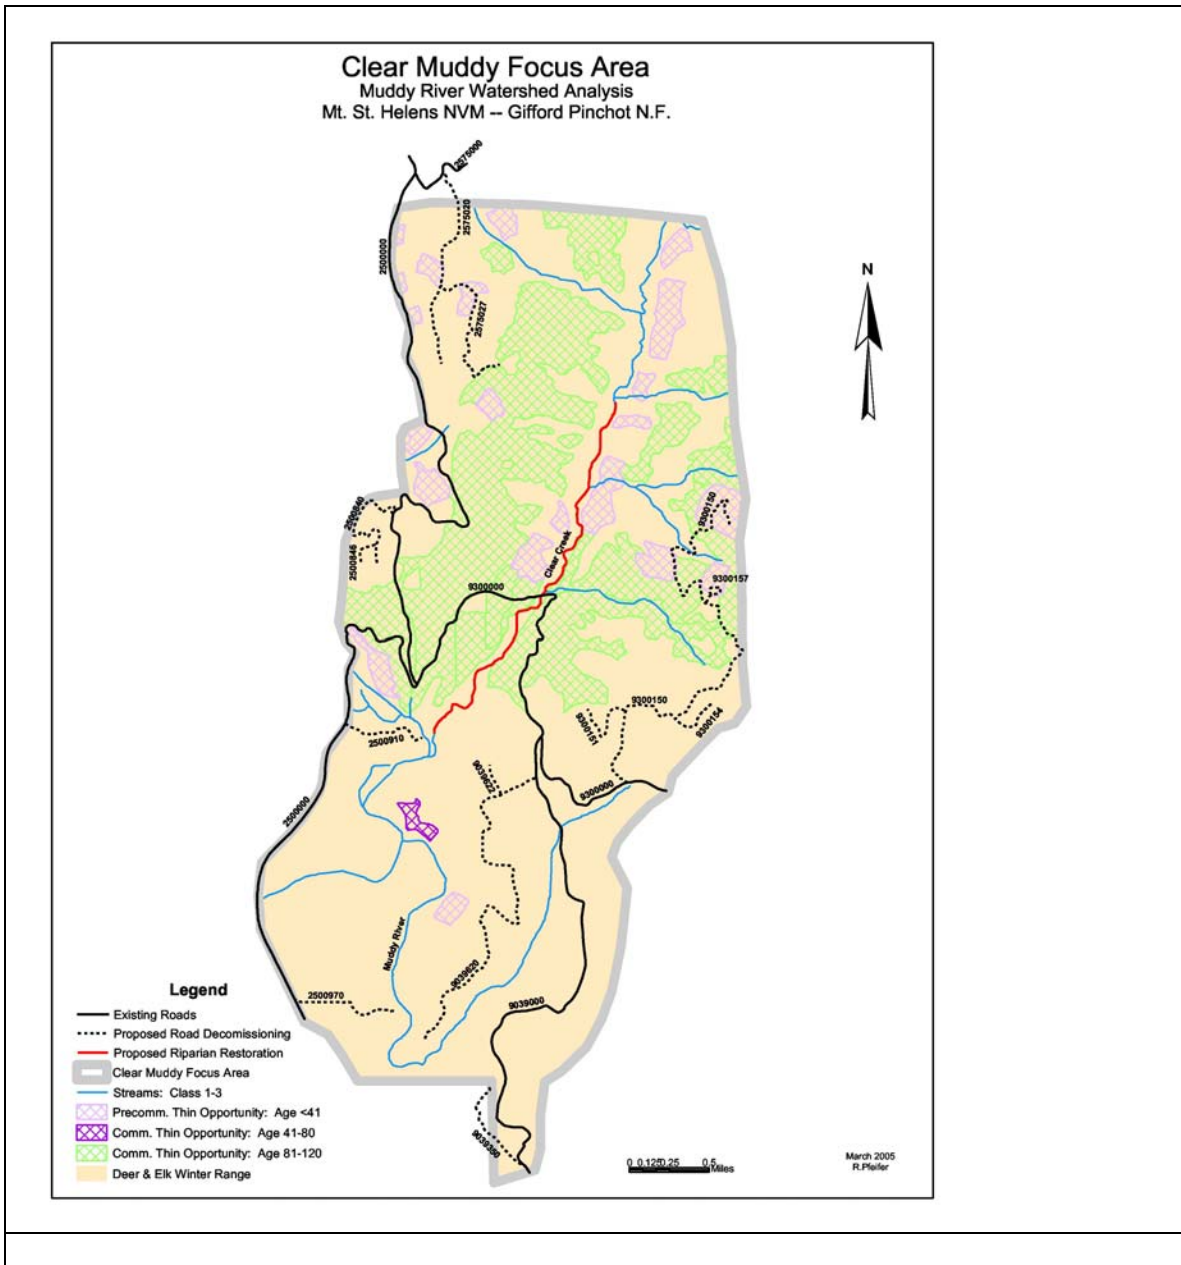 Clear Muddy Focus Area
Muddy River Watershed Analysis
Mt. St. Helens NVM -- Gifford Pinchot N.F.
2575000
2575020
2500000
2575027
N
2500840
2500846
9300150
9300157
Clear Creek
9300000
9300150
9300154
9300151
2500910
9039622
9300000
2500000
Muddy River
9039620
2500970
9039000
9039350
Legend
Existing Roads
Proposed Road Decomissioning
Proposed Riparian Restoration
Clear Muddy Focus Area
Streams: Class 1-3
Precomm. Thin Opportunity: Age <41
Comm. Thin Opportunity: Age 41-80
Comm. Thin Opportunity: Age 81-120
Deer & Elk Winter Range
0 0.125 0.25 0.5 Miles
March 2005
R.Pfeifer